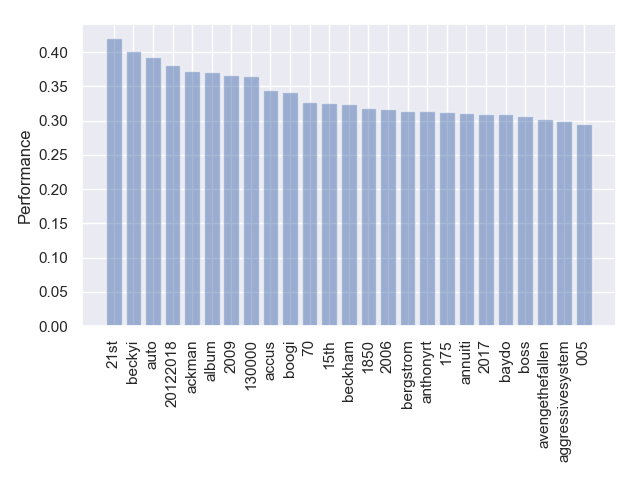 0.40
0.35
0.30
0.25
0.20
0.15
0.10
0.05
0.00
Performance
21st
beckyi
auto
20122018
ackman
album
2009
130000
accus
boogi
70
15th
beckham
1850
2006
bergstrom
anthonyrt
175
annuiti
2017
baydo
boss
avengethefallen
aggressivesystem
005